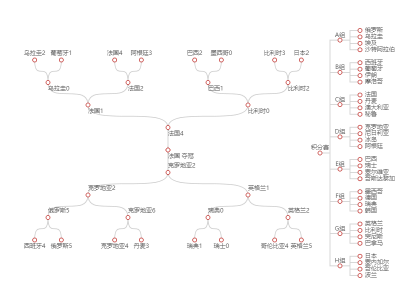 乌拉圭2 葡萄牙1 法国4 阿根廷3 巴西2 墨西哥0 比利时3 日本2
乌拉圭0 法国2 巴西1 比利时2
法国1 比利时0
法国4
法国 夺冠
克罗地亚2
克罗地亚2 英格兰1
俄罗斯5 克罗地亚6 瑞典0 英格兰2
西班牙4 俄罗斯5 克罗地亚4 丹麦3 瑞典1 瑞士0 哥伦比亚4 英格兰5
积分赛
A组
俄罗斯
乌拉圭
埃及
沙特阿拉伯
B组
西班牙
葡萄牙
伊朗
摩洛哥
C组
法国
丹麦
澳大利亚
秘鲁
D组
克罗地亚
尼日利亚
冰岛
阿根廷
E组
巴西
瑞士
塞尔维亚
哥斯达黎加
F组
墨西哥
德国
瑞典
韩国
G组
英格兰
比利时
突尼斯
巴拿马
H组
日本
塞内加尔
哥伦比亚
波兰